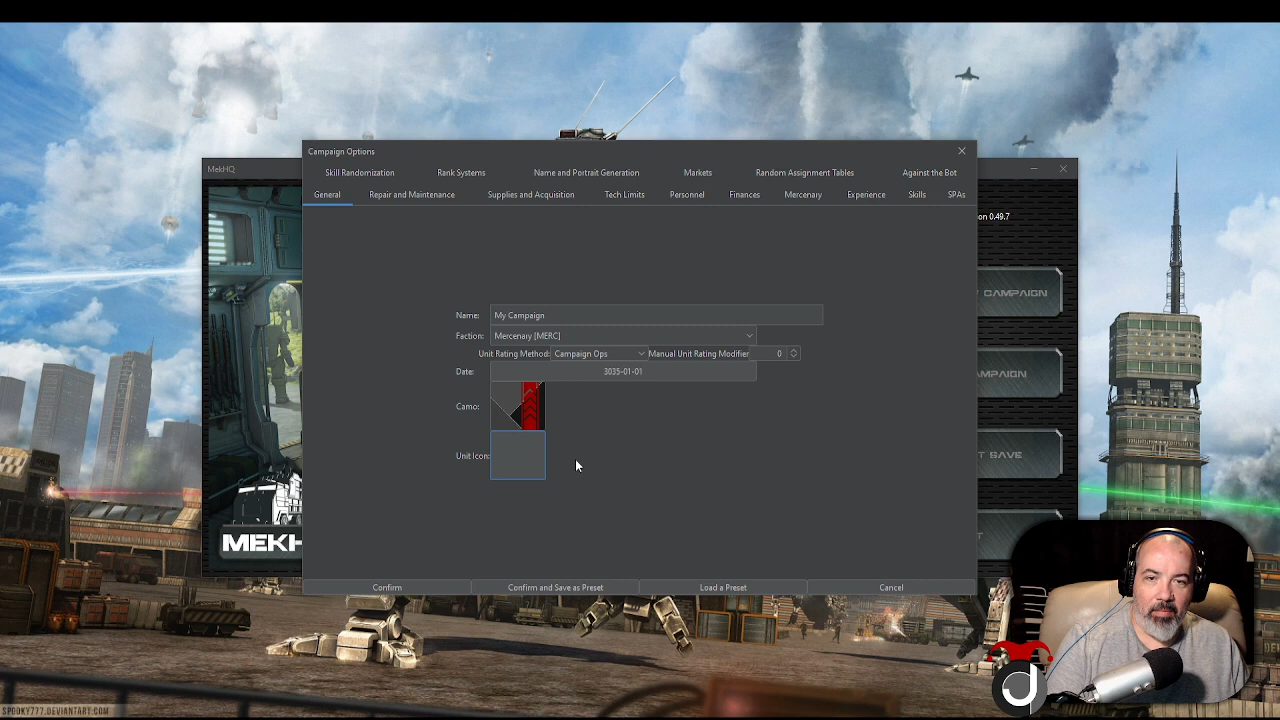 Campaign Options
MekHQ
Skill Randomization
Rank Systems
Name and Portrait Generation
Markets
Random Assignment Tables
Against the Bot
General
Repair and Maintenance
Supplies and Acquisition
Tech Limits
Personnel
Finances
Mercenary
Experience
Skills
SPAs
on 0.49.7
CAMPAIGN
Name: My Campaign
Faction: Mercenary [MERC]
Unit Rating Method: Campaign Ops Manual Unit Rating Modifier 0
Date: 3035-01-01
AMPAIGN
Camo:
Unit Icon:
T SAVE
T
MEKH
Confirm
Confirm and Save as Preset
Load a Preset
Cancel
SPOOKY777.DEVIANTART.COM